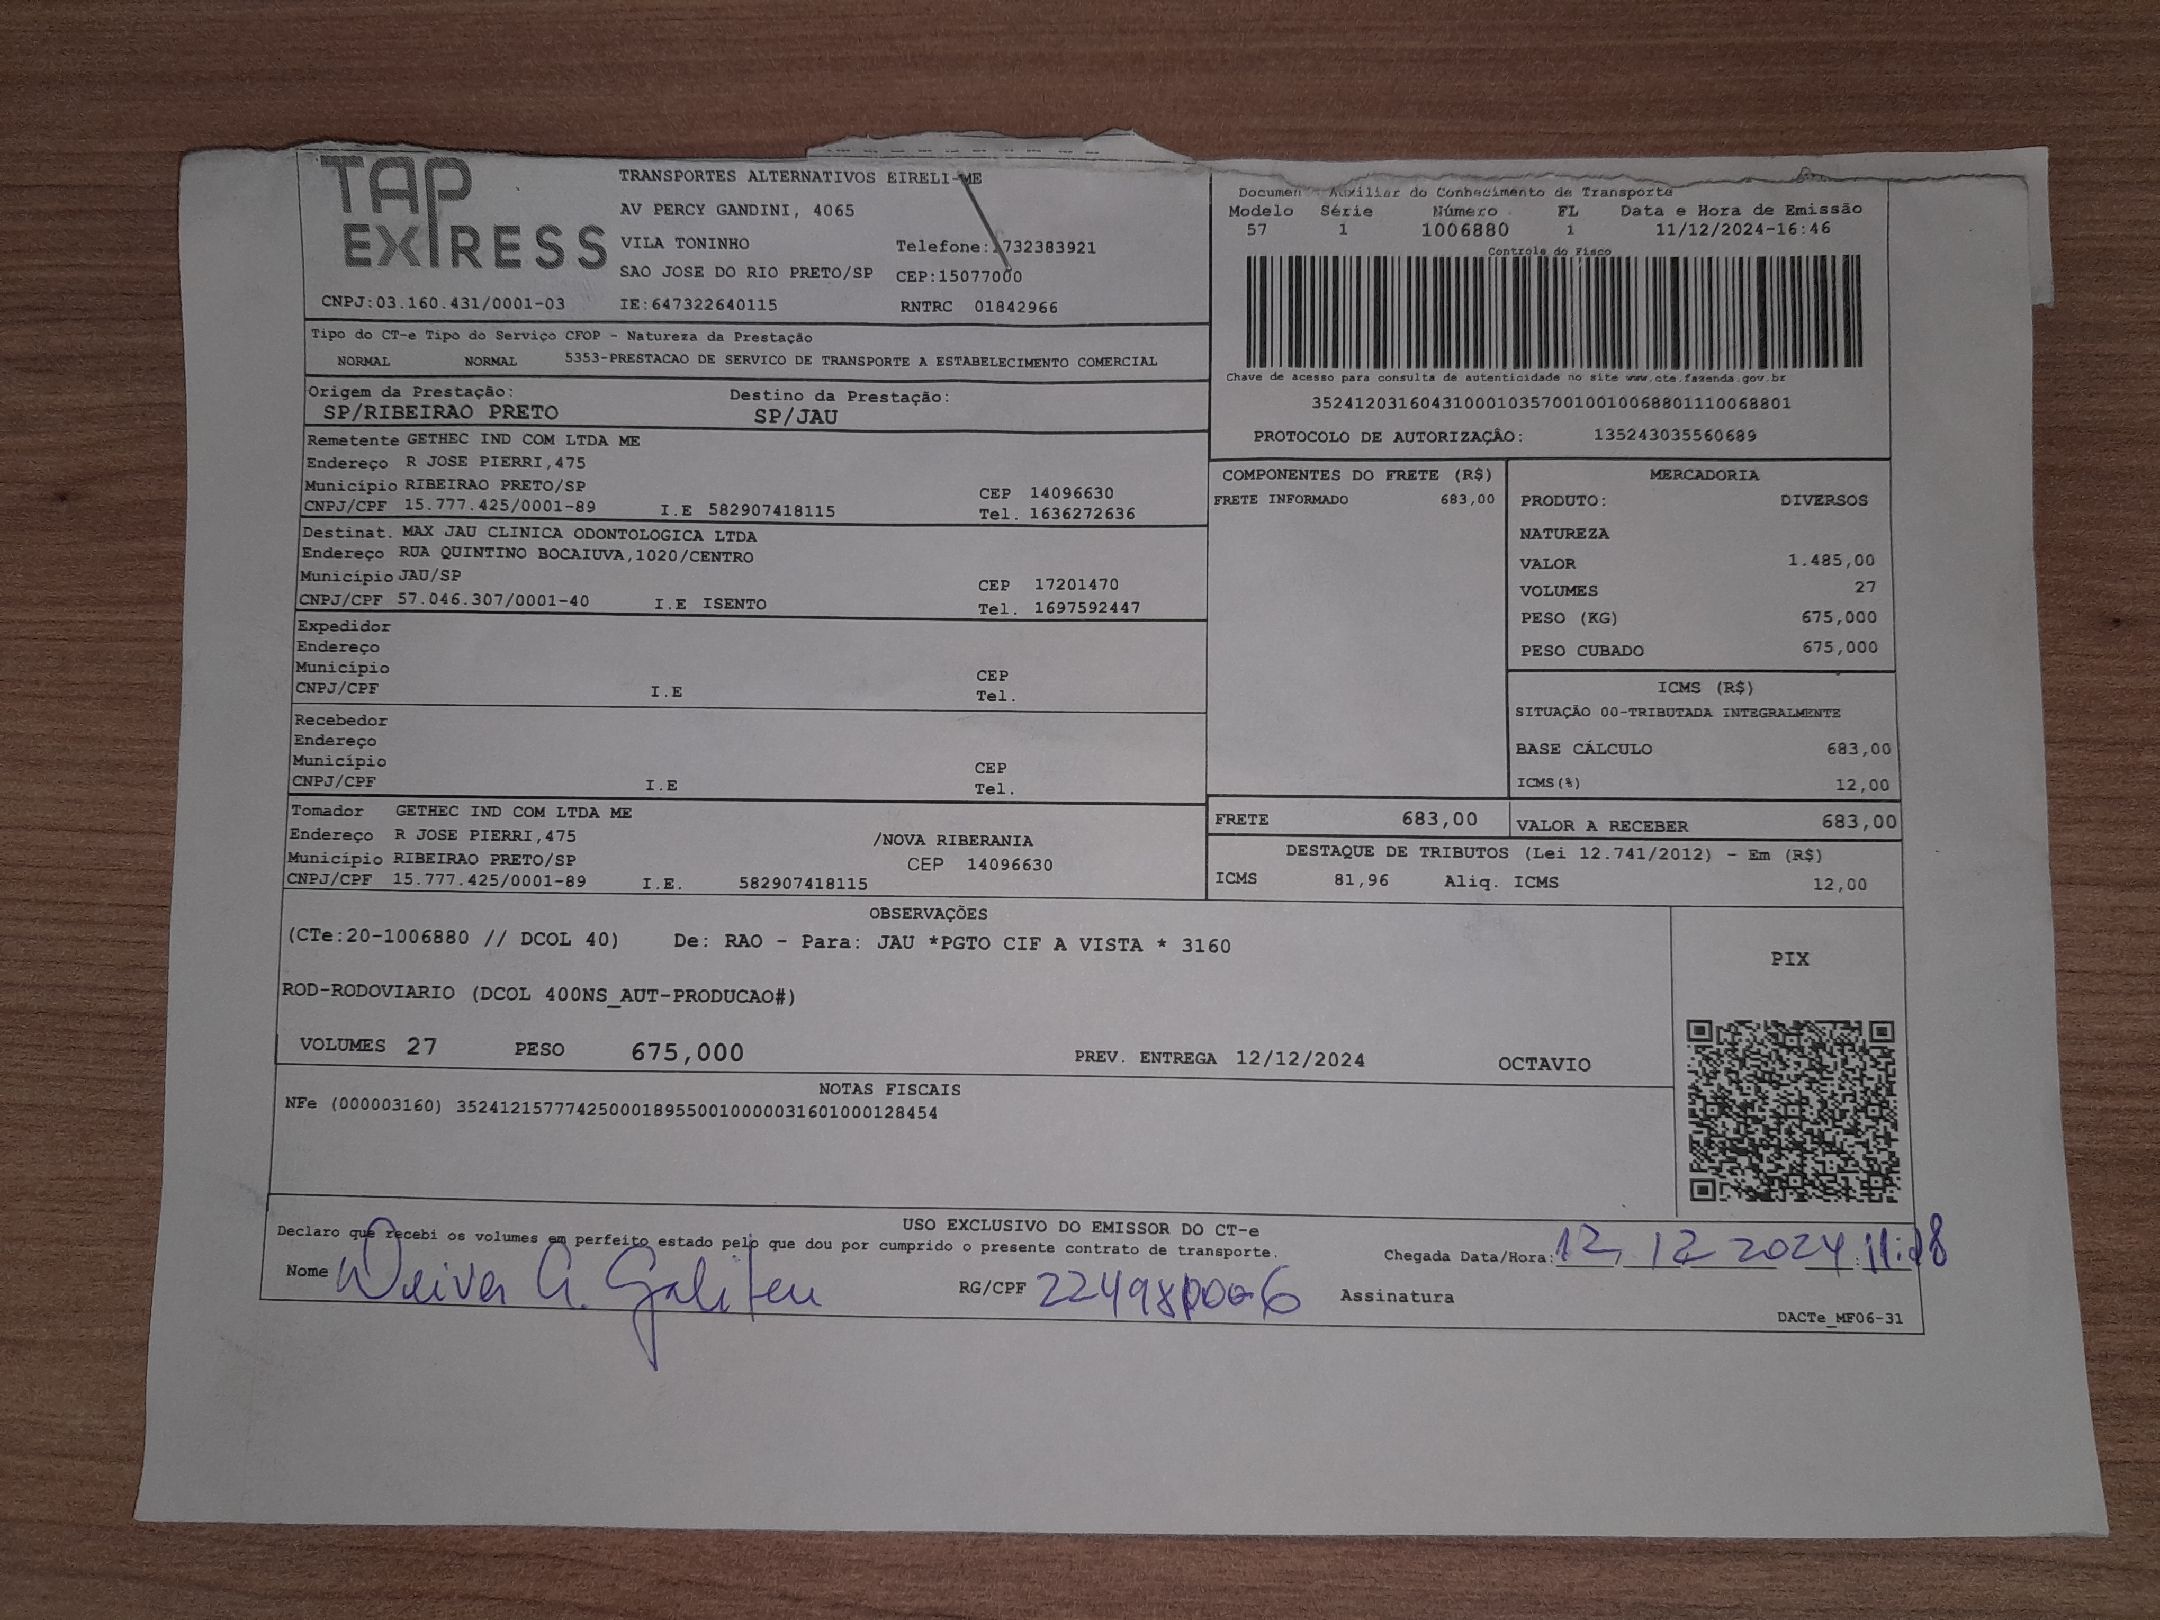 TAP EXPRESS
TRANSPORTES ALTERNATIVOS EIRELI-ME
AV PERCY GANDINI, 4065
VILA TONINHO Telefone: 732383921
SAO JOSE DO RIO PRETO/SP CEP:15077000
CNPJ:03.160.431/0001-03 IE:647322640115 RNTRC 01842966
Documen Auxiliar do Conhecimento de Transporte
Modelo Série Número FL Data e Hora de Emissão
57 1 1006880 1 11/12/2024-16:46
Controle do Fisco
Chave de acesso para consulta de autenticidade no site www.cte.fazenda.gov.br
35241203160431000103570010010068801110068801
PROTOCOLO DE AUTORIZAÇÂO: 135243035560689
Tipo do CT-e Tipo do Serviço CFOP - Natureza da Prestação
NORMAL NORMAL 5353-PRESTACAO DE SERVICO DE TRANSPORTE A ESTABELECIMENTO COMERCIAL
Origem da Prestação: Destino da Prestação:
SP/RIBEIRAO PRETO SP/JAU
Remetente GETHEC IND COM LTDA ME
Endereço R JOSE PIERRI,475
Município RIBEIRAO PRETO/SP CEP 14096630
CNPJ/CPF 15.777.425/0001-89 I.E 582907418115 Tel. 1636272636
Destinat. MAX JAU CLINICA ODONTOLOGICA LTDA
Endereço RUA QUINTINO BOCAIUVA,1020/CENTRO
Município JAU/SP CEP 17201470
CNPJ/CPF 57.046.307/0001-40 I.E ISENTO Tel. 1697592447
Expedidor
Endereço
Município CEP
CNPJ/CPF I.E Tel.
Recebedor
Endereço
Município CEP
CNPJ/CPF I.E Tel.
Tomador GETHEC IND COM LTDA ME
Endereço R JOSE PIERRI,475 /NOVA RIBERANIA
Município RIBEIRAO PRETO/SP CEP 14096630
CNPJ/CPF 15.777.425/0001-89 I.E. 582907418115
COMPONENTES DO FRETE (R$)
FRETE INFORMADO 683,00
MERCADORIA
PRODUTO: DIVERSOS
NATUREZA
VALOR 1.485,00
VOLUMES 27
PESO (KG) 675,000
PESO CUBADO 675,000
ICMS (R$)
SITUAÇÃO 00-TRIBUTADA INTEGRALMENTE
BASE CÁLCULO 683,00
ICMS(%) 12,00
FRETE 683,00 VALOR A RECEBER 683,00
DESTAQUE DE TRIBUTOS (Lei 12.741/2012) - Em (R$)
ICMS 81,96 Aliq. ICMS 12,00
OBSERVAÇÕES
(CTe:20-1006880 // DCOL 40) De: RAO - Para: JAU *PGTO CIF A VISTA * 3160
ROD-RODOVIARIO (DCOL 400NS_AUT-PRODUCAO#)
VOLUMES 27 PESO 675,000 PREV. ENTREGA 12/12/2024 OCTAVIO
PIX
NOTAS FISCAIS
NFe (000003160) 35241215777425000189550010000031601000128454
USO EXCLUSIVO DO EMISSOR DO CT-e
Declaro que recebi os volumes em perfeito estado pelo que dou por cumprido o presente contrato de transporte.
Chegada Data/Hora: 12, 12 2024 11:
Nome G. RG/CPF Assinatura
DACTe_MF06-31